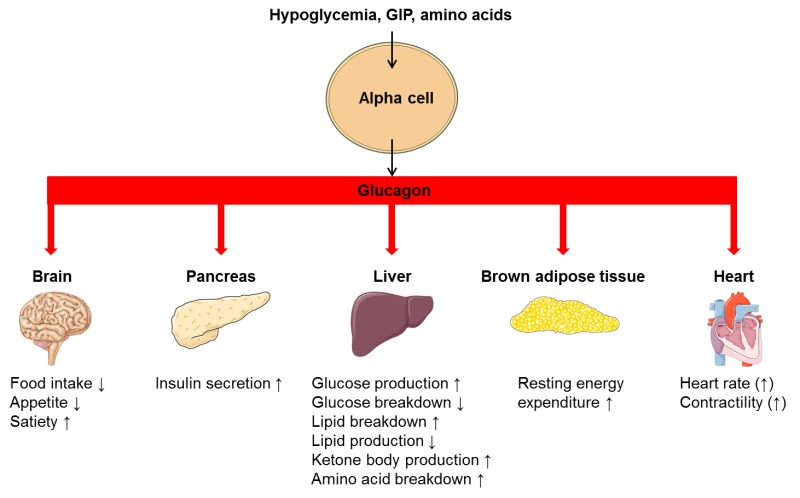 Hypoglycemia, GIP, amino acids
Alpha cell
Glucagon
Brain
Pancreas
Liver
Brown adipose tissue
Heart
Food intake ↓
Appetite ↓
Satiety ↑
Insulin secretion ↑
Glucose production ↑
Glucose breakdown ↓
Lipid breakdown ↑
Lipid production ↓
Ketone body production ↑
Amino acid breakdown ↑
Resting energy
expenditure ↑
Heart rate (↑)
Contractility (↑)